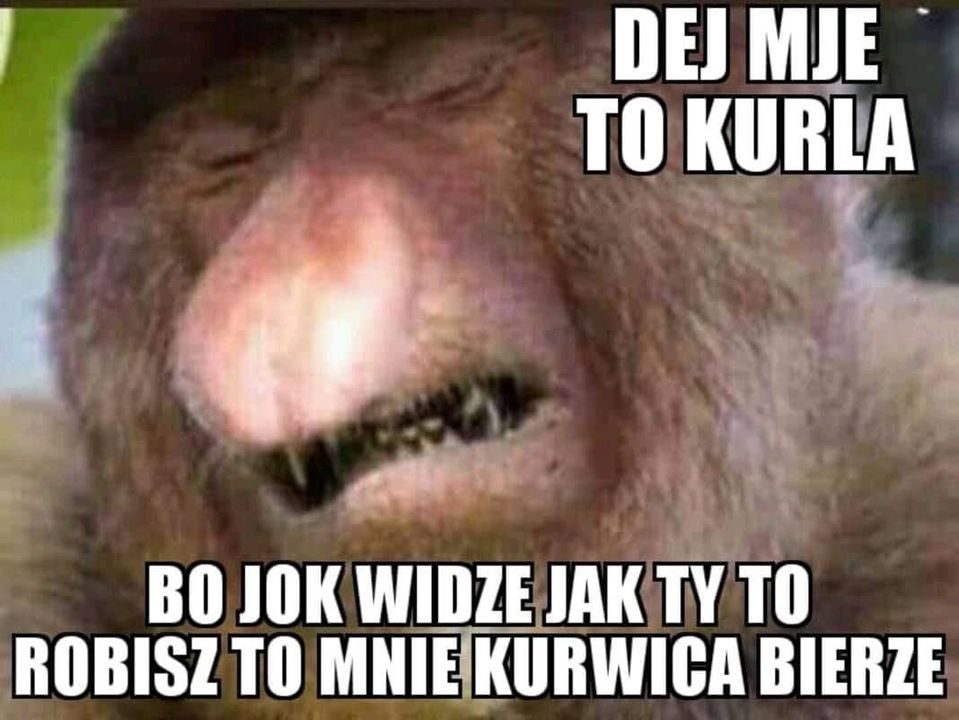 DEJ MJE
TO KURLA
BO JOK WIDZE JAK TY TO
ROBISZ TO MNIE KURWICA BIERZE